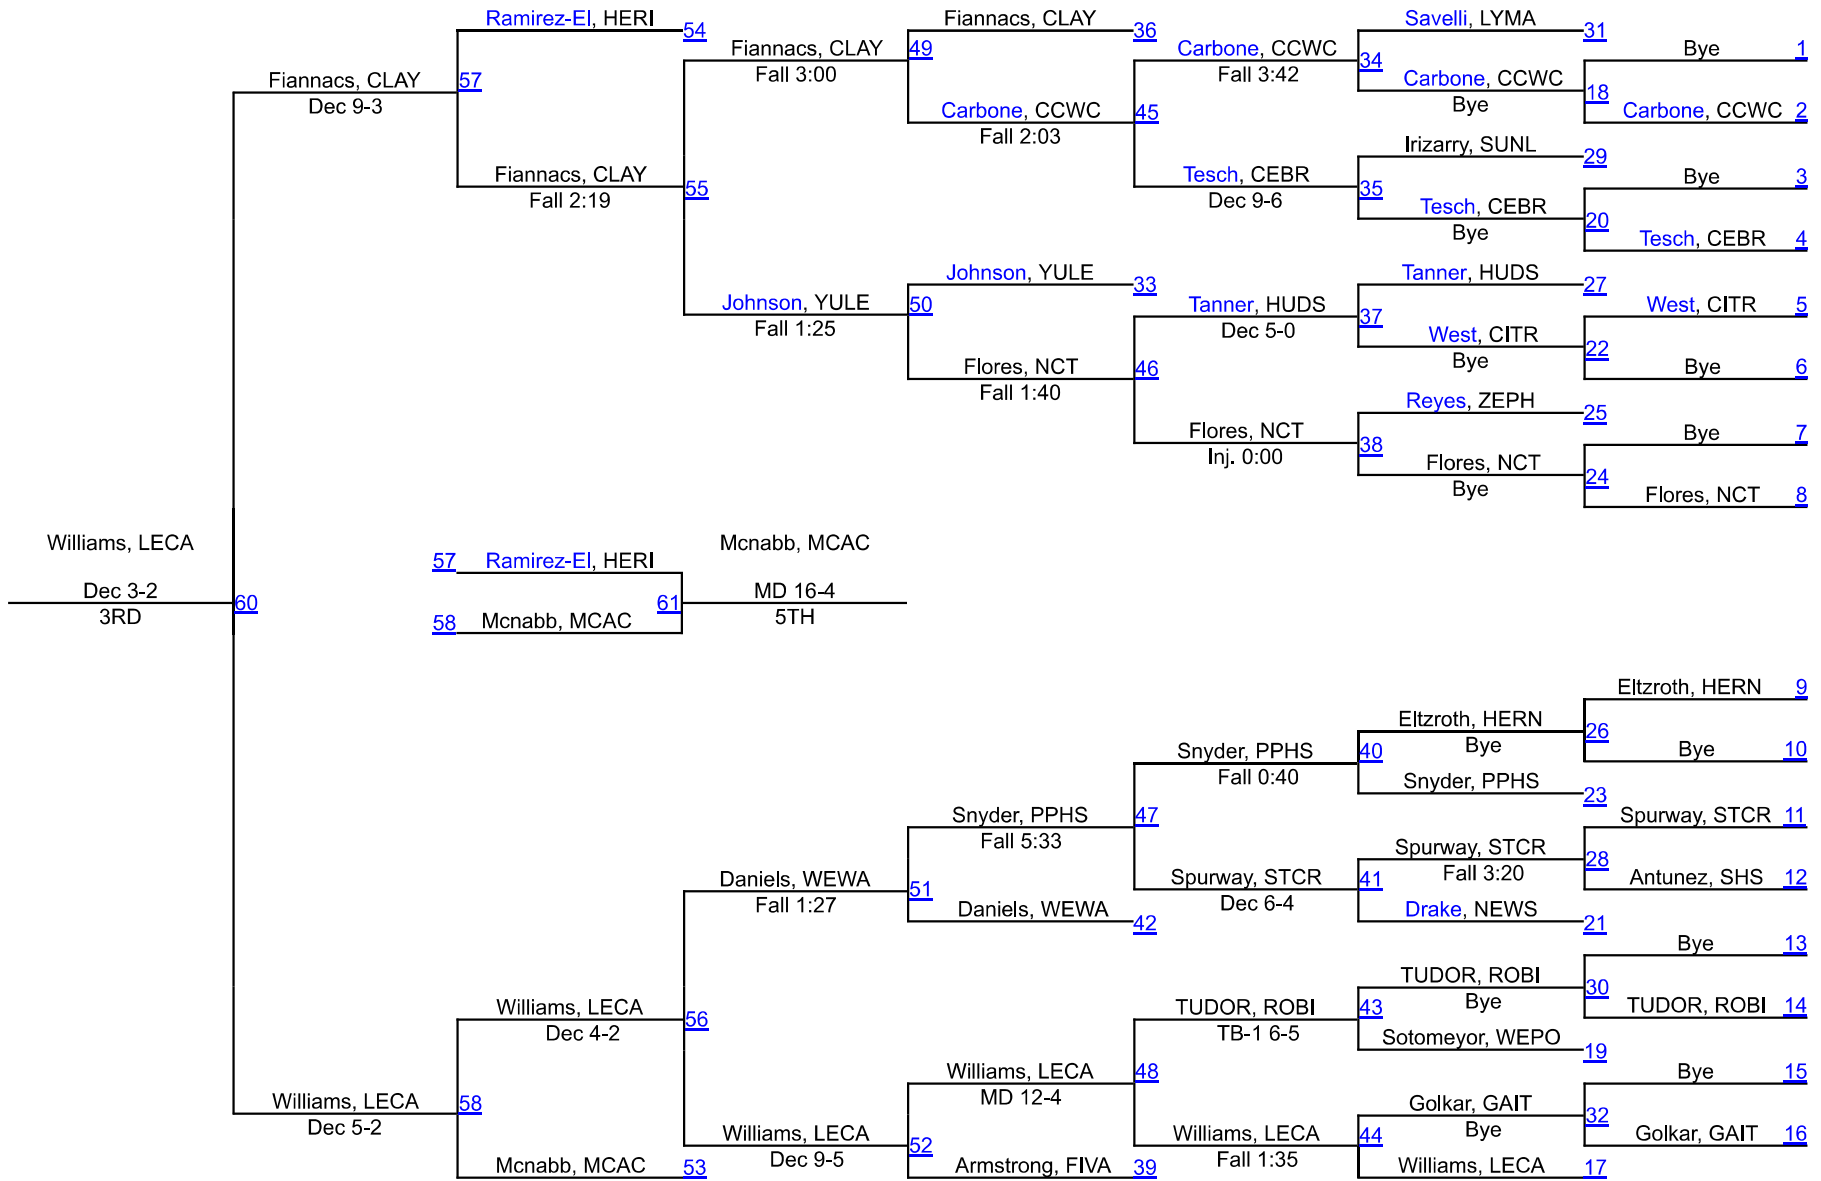 Ramirez-El, HERI 54
Fiannacs, CLAY 36
Savelli, LYMA 31
Fiannacs, CLAY 49
Fall 3:00
Carbone, CCWC 34
Fall 3:42
Bye 1
Fiannacs, CLAY 57
Dec 9-3
Carbone, CCWC 18
Bye
Carbone, CCWC 45
Fall 2:03
Carbone, CCWC 2
Irizarry, SUNL 29
Fiannacs, CLAY 55
Fall 2:19
Tesch, CEBR 35
Dec 9-6
Bye 3
Tesch, CEBR 20
Bye
Tesch, CEBR 4
Johnson, YULE 33
Tanner, HUDS 27
Johnson, YULE 50
Fall 1:25
Tanner, HUDS 37
Dec 5-0
West, CITR 5
West, CITR 22
Bye
Flores, NCT 46
Fall 1:40
Bye 6
Reyes, ZEPH 25
Flores, NCT 38
Inj. 0:00
Bye 7
Flores, NCT 24
Bye
Flores, NCT 8
Williams, LECA
Dec 3-2 60
3RD
57 Ramirez-El, HERI
58 Mcnabb, MCAC
61
Mcnabb, MCAC
MD 16-4
5TH
Eltzroth, HERN 9
Eltzroth, HERN 26
Bye
Bye 10
Snyder, PPHS 40
Fall 0:40
Snyder, PPHS 23
Snyder, PPHS 47
Fall 5:33
Spurway, STCR 11
Spurway, STCR 28
Fall 3:20
Daniels, WEWA 51
Fall 1:27
Spurway, STCR 41
Dec 6-4
Antunez, SHS 12
Daniels, WEWA 42
Drake, NEWS 21
Bye 13
TUDOR, ROBI 30
Bye
Williams, LECA 56
Dec 4-2
TUDOR, ROBI 43
TB-1 6-5
TUDOR, ROBI 14
Sotomeyor, WEPO 19
Williams, LECA 48
MD 12-4
Bye 15
Williams, LECA 58
Dec 5-2
Golkar, GAIT 32
Bye
Williams, LECA 52
Dec 9-5
Williams, LECA 44
Fall 1:35
Golkar, GAIT 16
Mcnabb, MCAC 53
Armstrong, FIVA 39
Williams, LECA 17